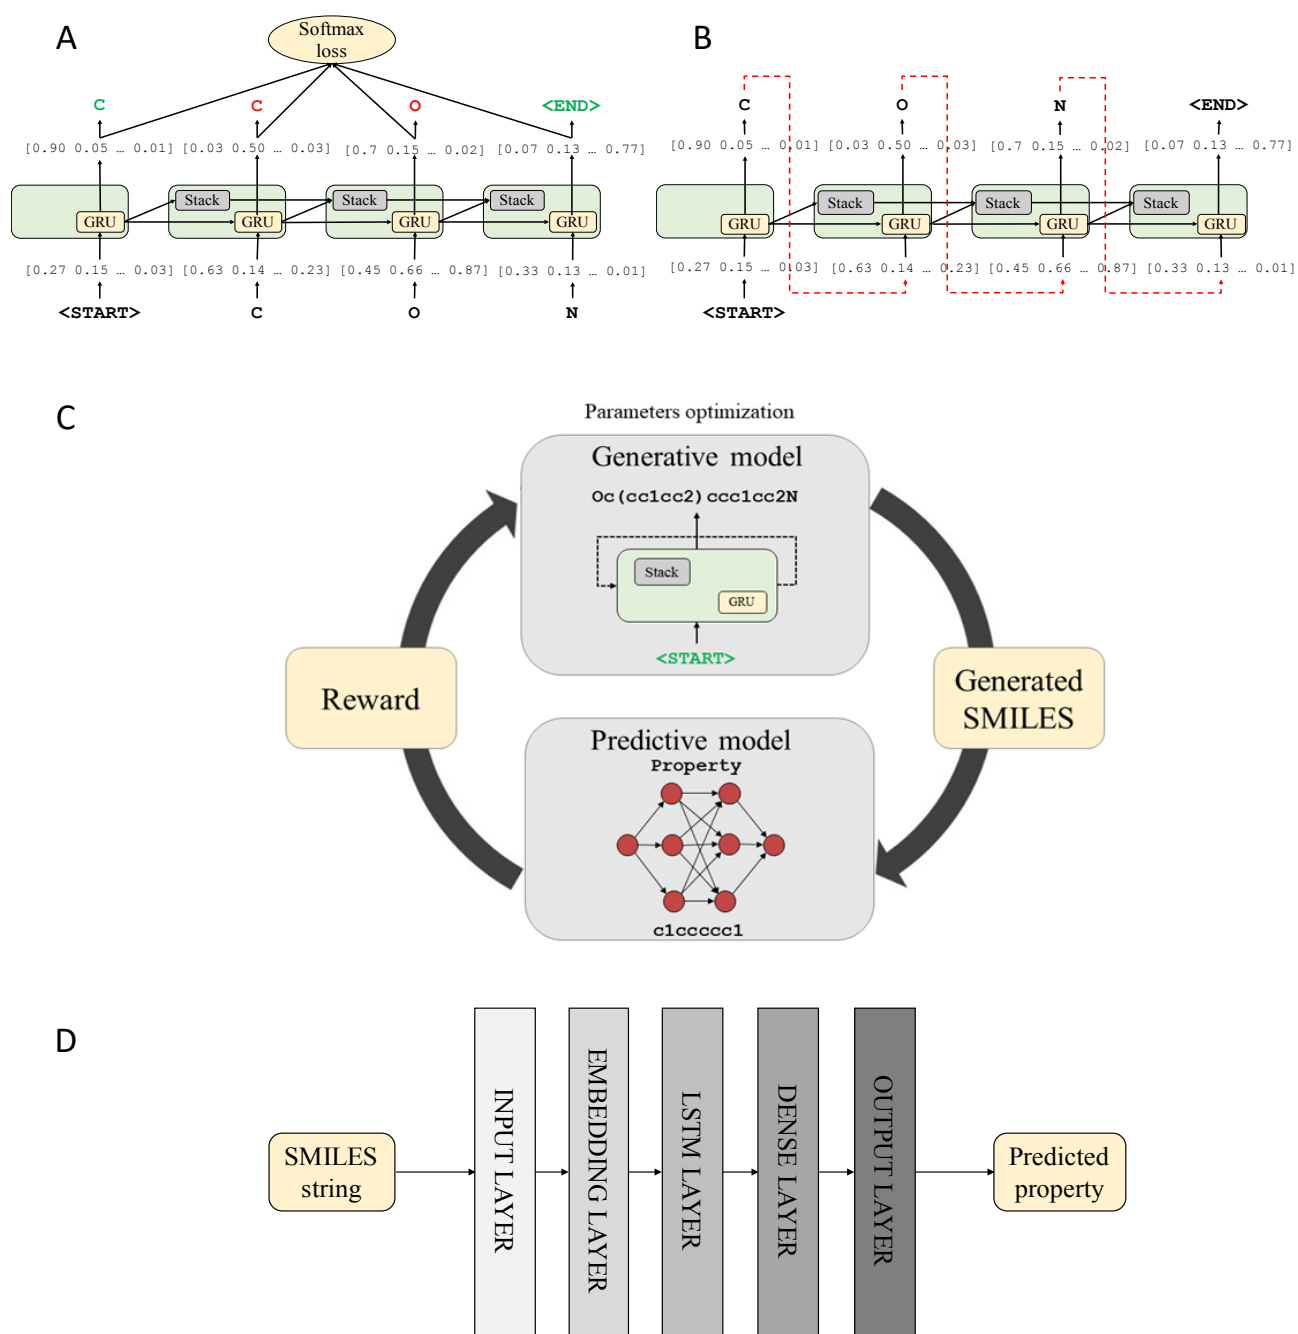 A
Softmax
loss
C C O <END>
[0.90 0.05 … 0.01] [0.03 0.50 … 0.03] [0.7 0.15 … 0.02] [0.07 0.13 … 0.77]
Stack Stack Stack
GRU GRU GRU GRU
[0.27 0.15 … 0.03] [0.63 0.14 … 0.23] [0.45 0.66 … 0.87] [0.33 0.13 … 0.01]
<START> C O N
B
C O N <END>
[0.90 0.05 … 0.01] [0.03 0.50 … 0.03] [0.7 0.15 … 0.02] [0.07 0.13 … 0.77]
Stack Stack Stack
GRU GRU GRU GRU
[0.27 0.15 … 0.03] [0.63 0.14 … 0.23] [0.45 0.66 … 0.87] [0.33 0.13 … 0.01]
<START>
C
Parameters optimization
Generative model
Oc(cc1cc2)ccc1cc2N
Stack
GRU
<START>
Reward
Generated
SMILES
Predictive model
Property
c1ccccc1
D
SMILES
string
INPUT LAYER
EMBEDDING LAYER
LSTM LAYER
DENSE LAYER
OUTPUT LAYER
Predicted
property